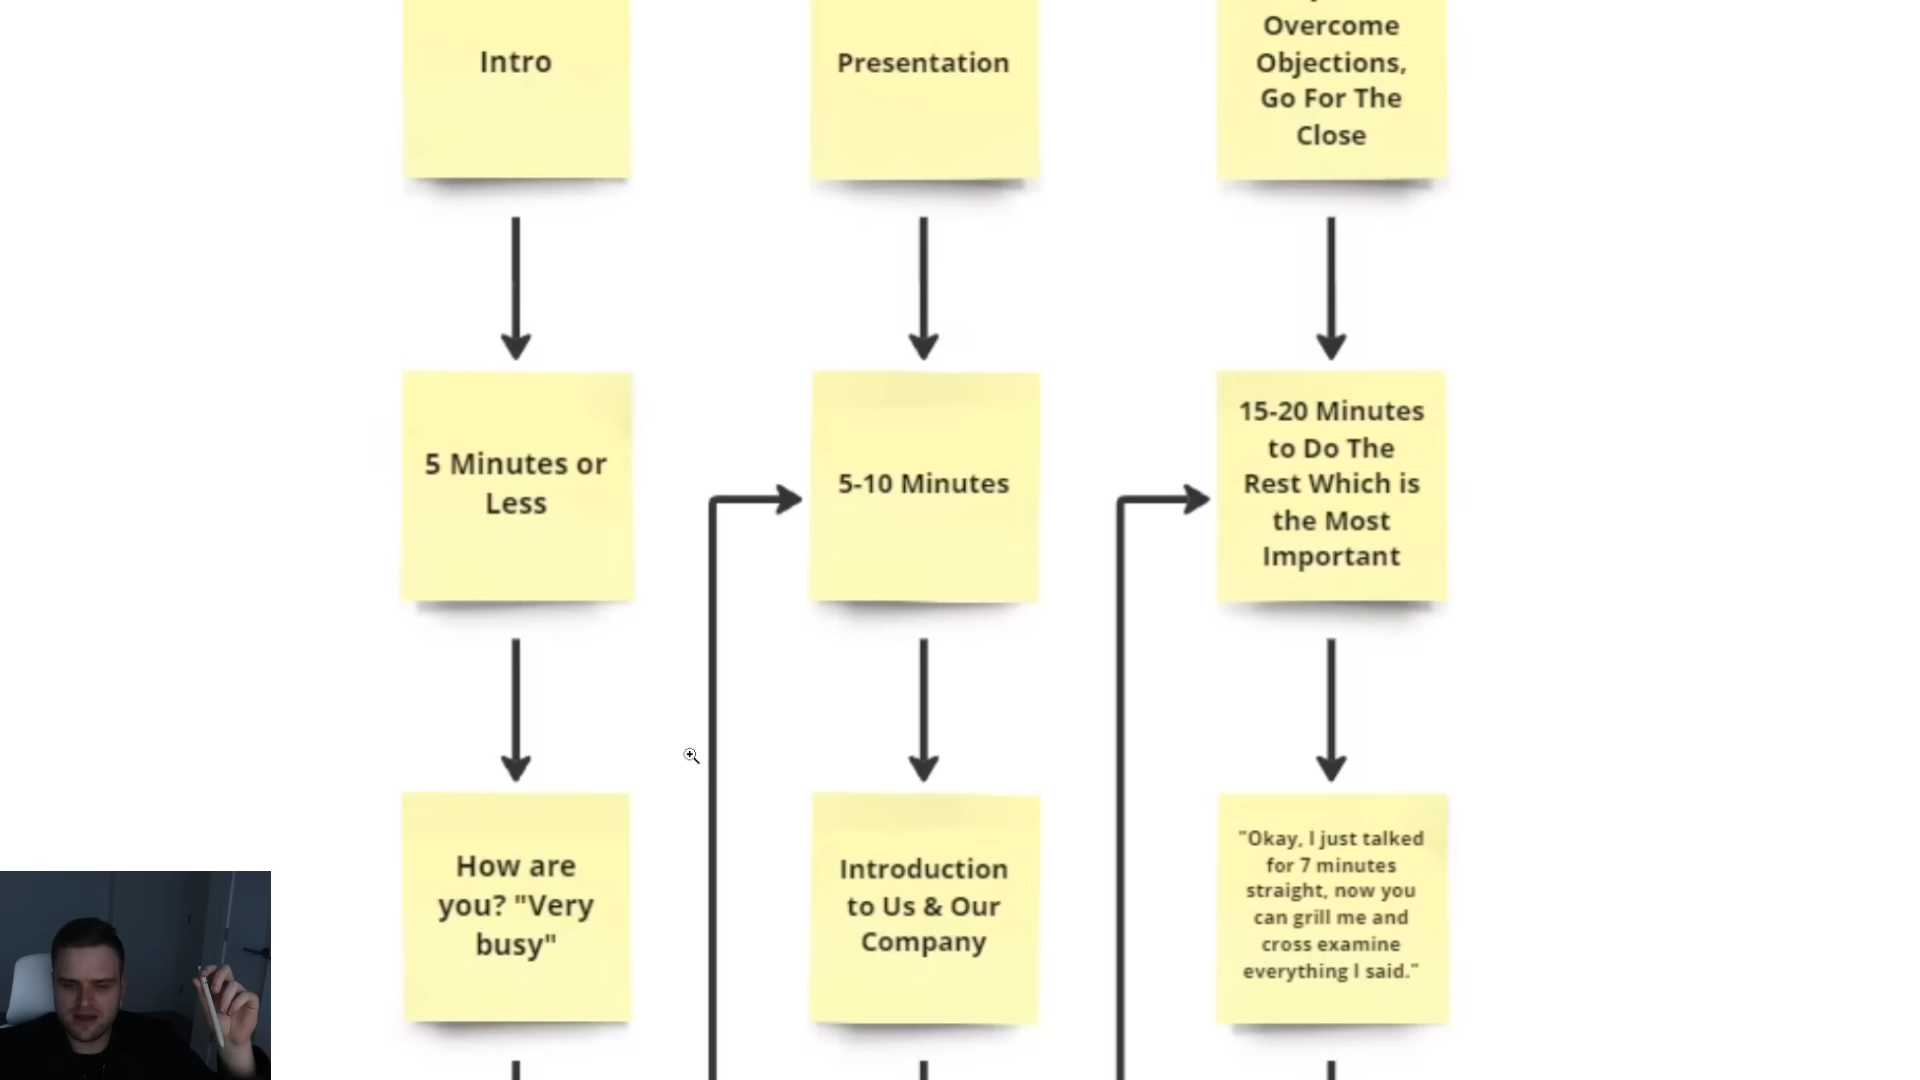 Intro
Presentation
Overcome
Objections,
Go For The
Close
5 Minutes or
Less
5-10 Minutes
15-20 Minutes
to Do The
Rest Which is
the Most
Important
How are
you? "Very
busy"
Introduction
to Us & Our
Company
"Okay, I just talked
for 7 minutes
straight, now you
can grill me and
cross examine
everything I said."